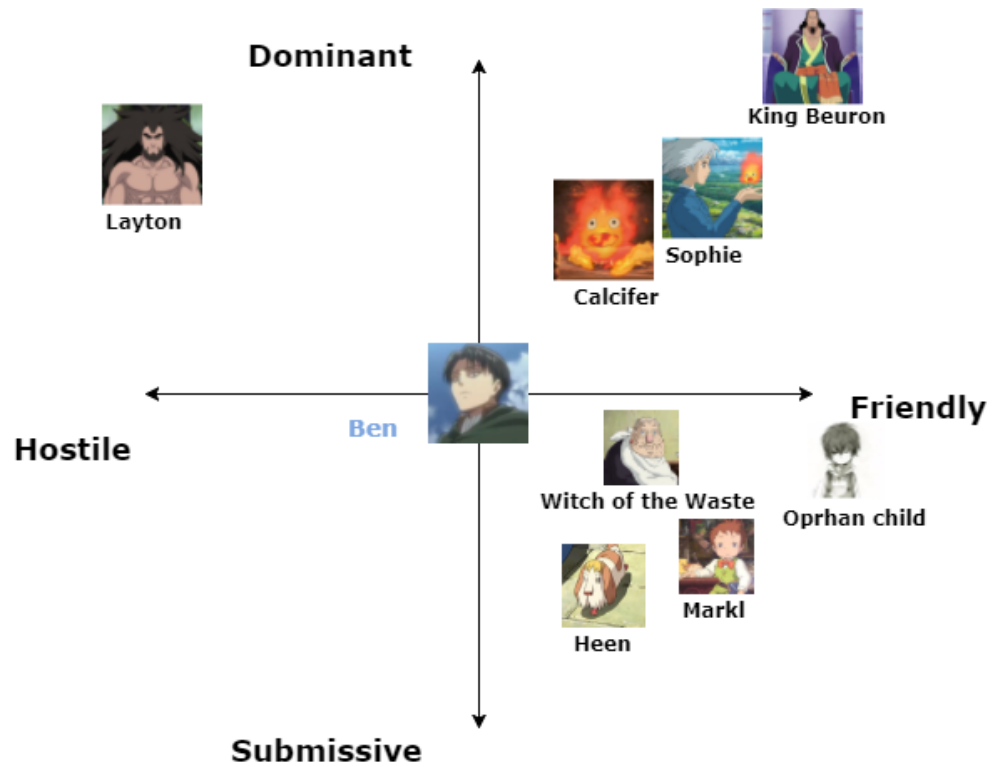 Dominant
King Beuron
Layton
Sophie
Calcifer
Ben
Friendly
Hostile
Witch of the Waste
Oprhan child
Markl
Heen
Submissive